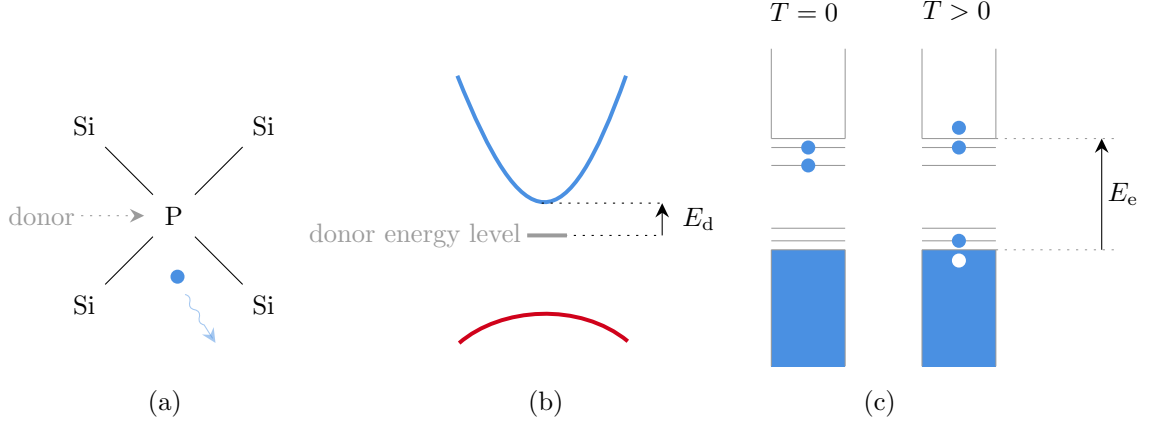 Si
Si
donor
P
Si
Si
(a)
donor energy level
E_d
(b)
T = 0
T > 0
E_e
(c)